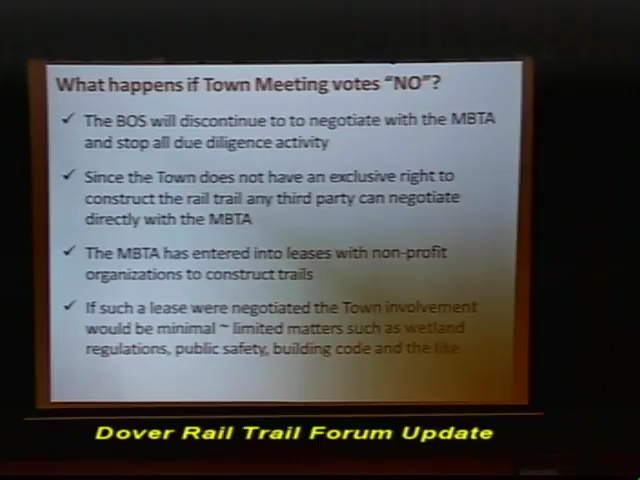 What happens if Town Meeting votes “NO”?
✓ The BOS will discontinue to to negotiate with the MBTA
and stop all due diligence activity
✓ Since the Town does not have an exclusive right to
construct the rail trail any third party can negotiate
directly with the MBTA
✓ The MBTA has entered into leases with non-profit
organizations to construct trails
✓ If such a lease were negotiated the Town involvement
would be minimal ~ limited matters such as wetland
regulations, public safety, building code and the like
Dover Rail Trail Forum Update